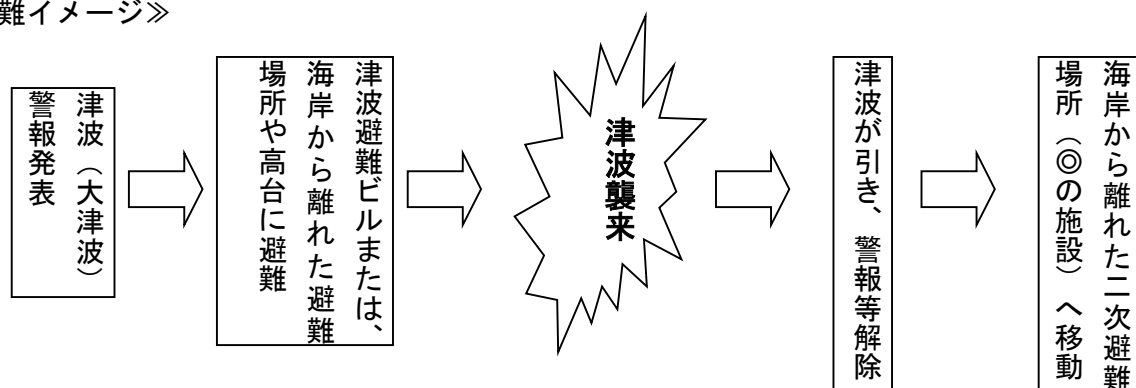 難イメージ≫
津波（大津波）
警報発表
津波避難ビルまたは、
海岸から離れた避難
場所や高台に避難
津波襲来
津波が引き、警報等解除
海岸から離れた二次避難
場所（◎の施設）へ移動